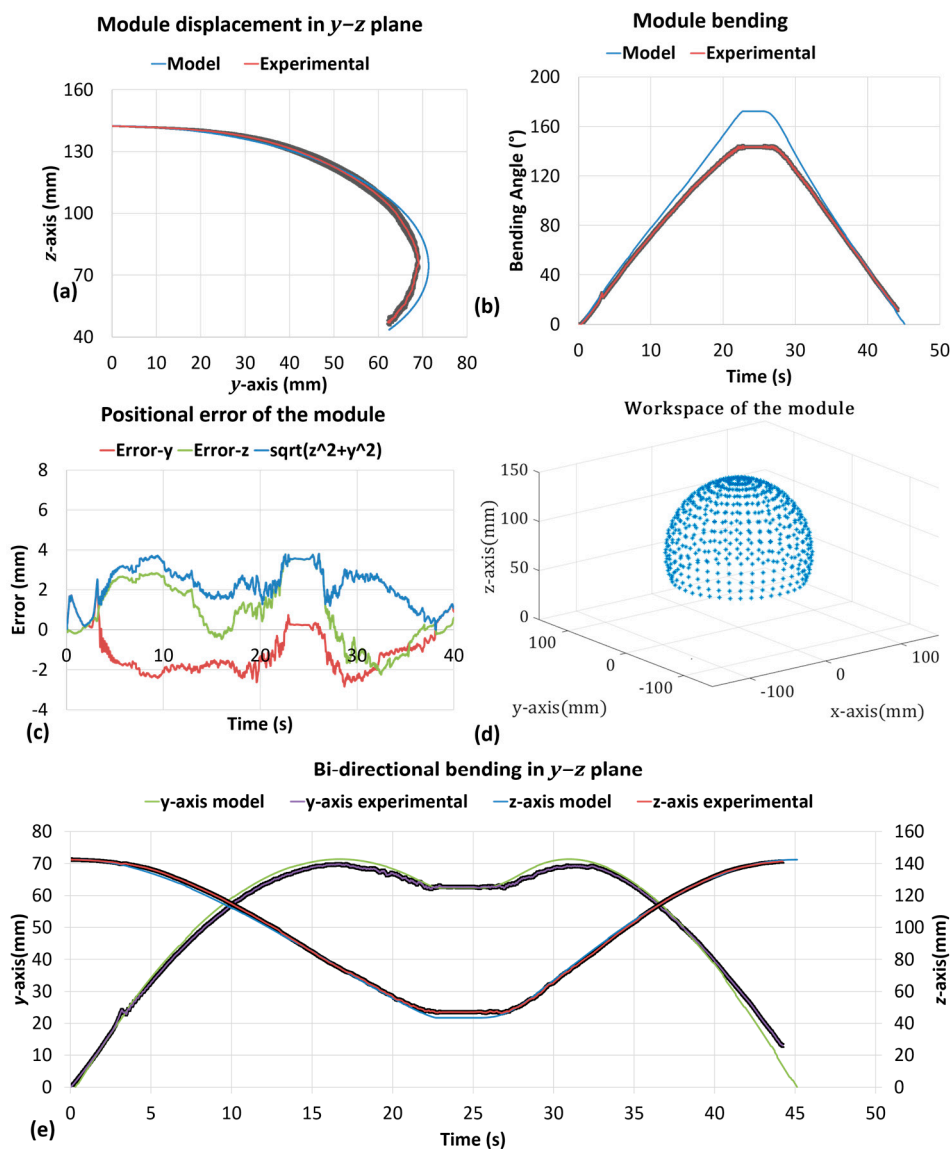 Module displacement in y−z plane
Model Experimental
160
130
100
70
40
z-axis (mm)
0 10 20 30 40 50 60 70 80
y-axis (mm)
(a)
Module bending
Model Experimental
200
160
120
80
40
0
Bending Angle (°)
0 10 20 30 40 50
Time (s)
(b)
Positional error of the module
Error-y Error-z sqrt(z^2+y^2)
8
6
4
2
0
-2
-4
Error (mm)
0 10 20 30 40
Time (s)
(c)
Workspace of the module
150
100
50
0
z-axis(mm)
100
0
-100
y-axis(mm)
-100
0
100
x-axis(mm)
(d)
Bi-directional bending in y−z plane
y-axis model y-axis experimental z-axis model z-axis experimental
80
70
60
50
40
30
20
10
0
y-axis(mm)
160
140
120
100
80
60
40
20
0
z-axis(mm)
0 5 10 15 20 25 30 35 40 45 50
Time (s)
(e)